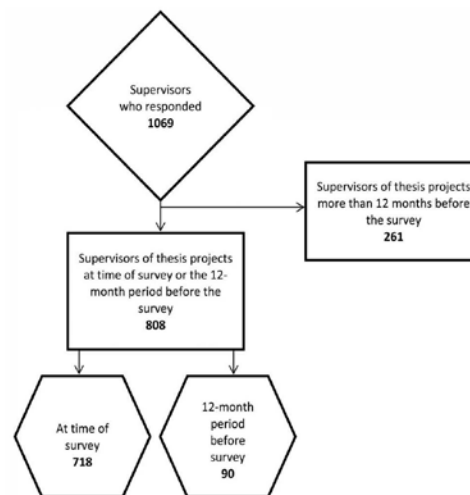 Supervisors
who responded
1069
Supervisors of thesis projects
more than 12 months before
the survey
261
Supervisors of thesis projects
at time of survey or the 12-
month period before the
survey
808
At time of
survey
718
12-month
period
before
survey
90